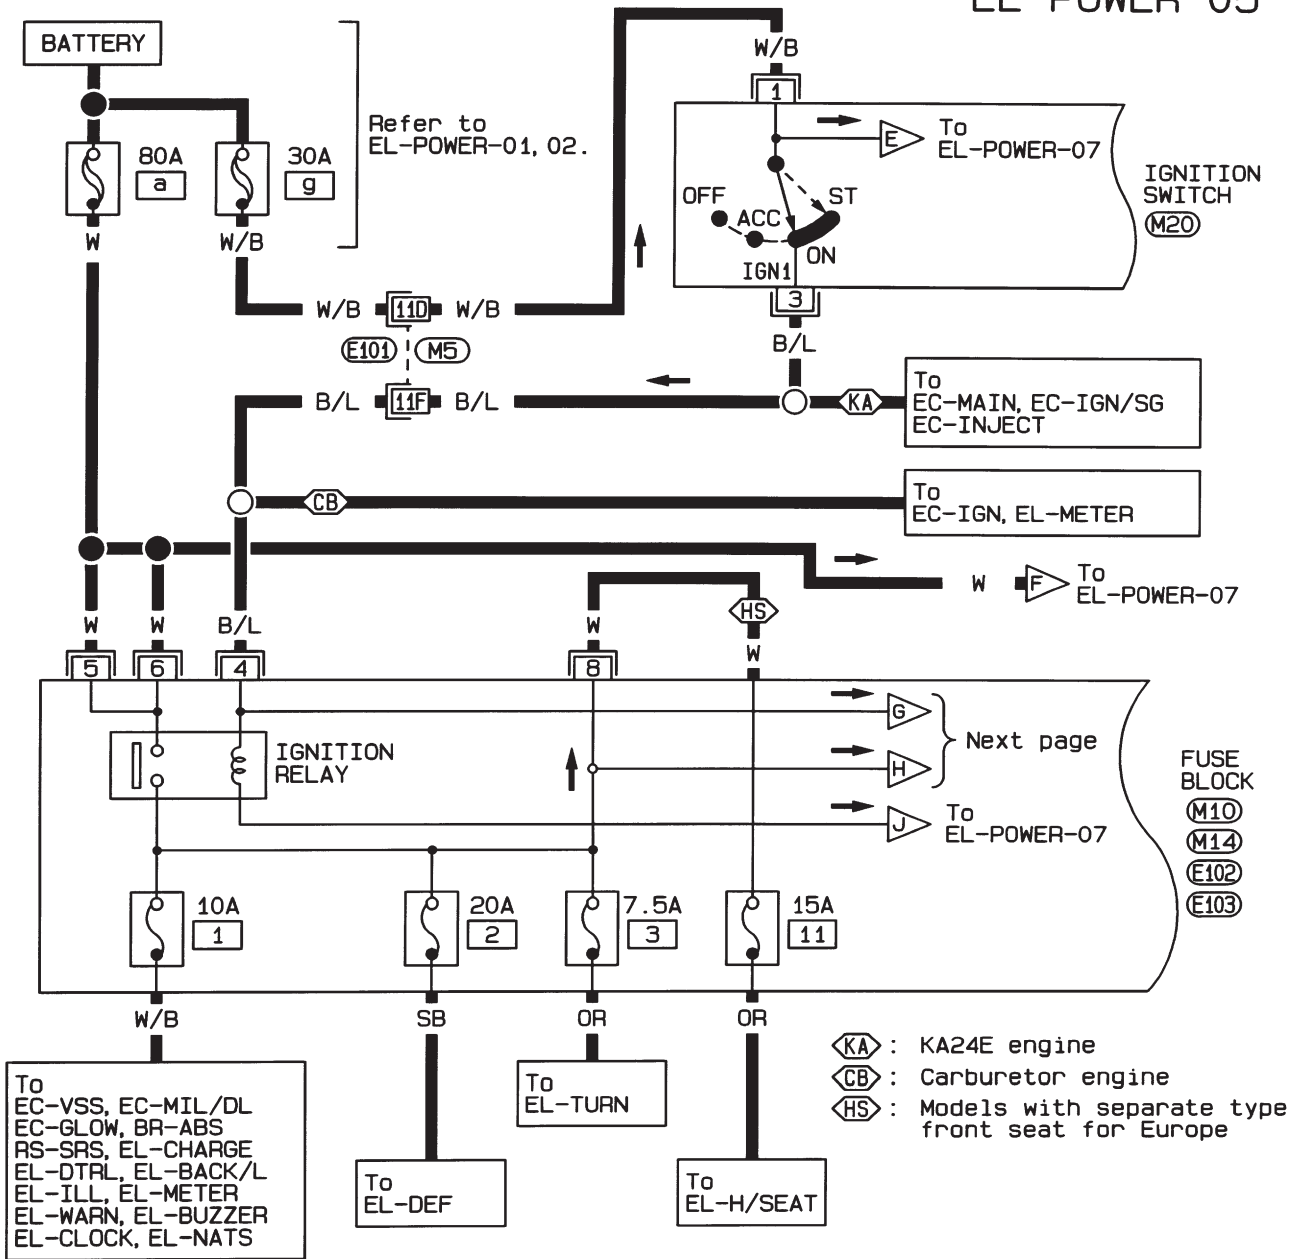 EL-POWER-05
BATTERY
80A
a
30A
g
Refer to
EL-POWER-01, 02.
W
W/B
W/B
11D
W/B
E101
M5
B/L
11F
B/L
W/B
1
E
To
EL-POWER-07
OFF
ACC
ST
ON
IGN1
3
B/L
IGNITION
SWITCH
M20
KA
To
EC-MAIN, EC-IGN/SG
EC-INJECT
CB
To
EC-IGN, EL-METER
W
F
To
EL-POWER-07
W
W
B/L
W
HS
W
5
6
4
8
IGNITION
RELAY
G
H
Next page
J
To
EL-POWER-07
FUSE
BLOCK
M10
M14
E102
E103
10A
1
20A
2
7.5A
3
15A
11
W/B
SB
OR
OR
To
EC-VSS, EC-MIL/DL
EC-GLOW, BR-ABS
RS-SRS, EL-CHARGE
EL-DTRL, EL-BACK/L
EL-ILL, EL-METER
EL-WARN, EL-BUZZER
EL-CLOCK, EL-NATS
To
EL-DEF
To
EL-TURN
To
EL-H/SEAT
KA : KA24E engine
CB : Carburetor engine
HS : Models with separate type
front seat for Europe